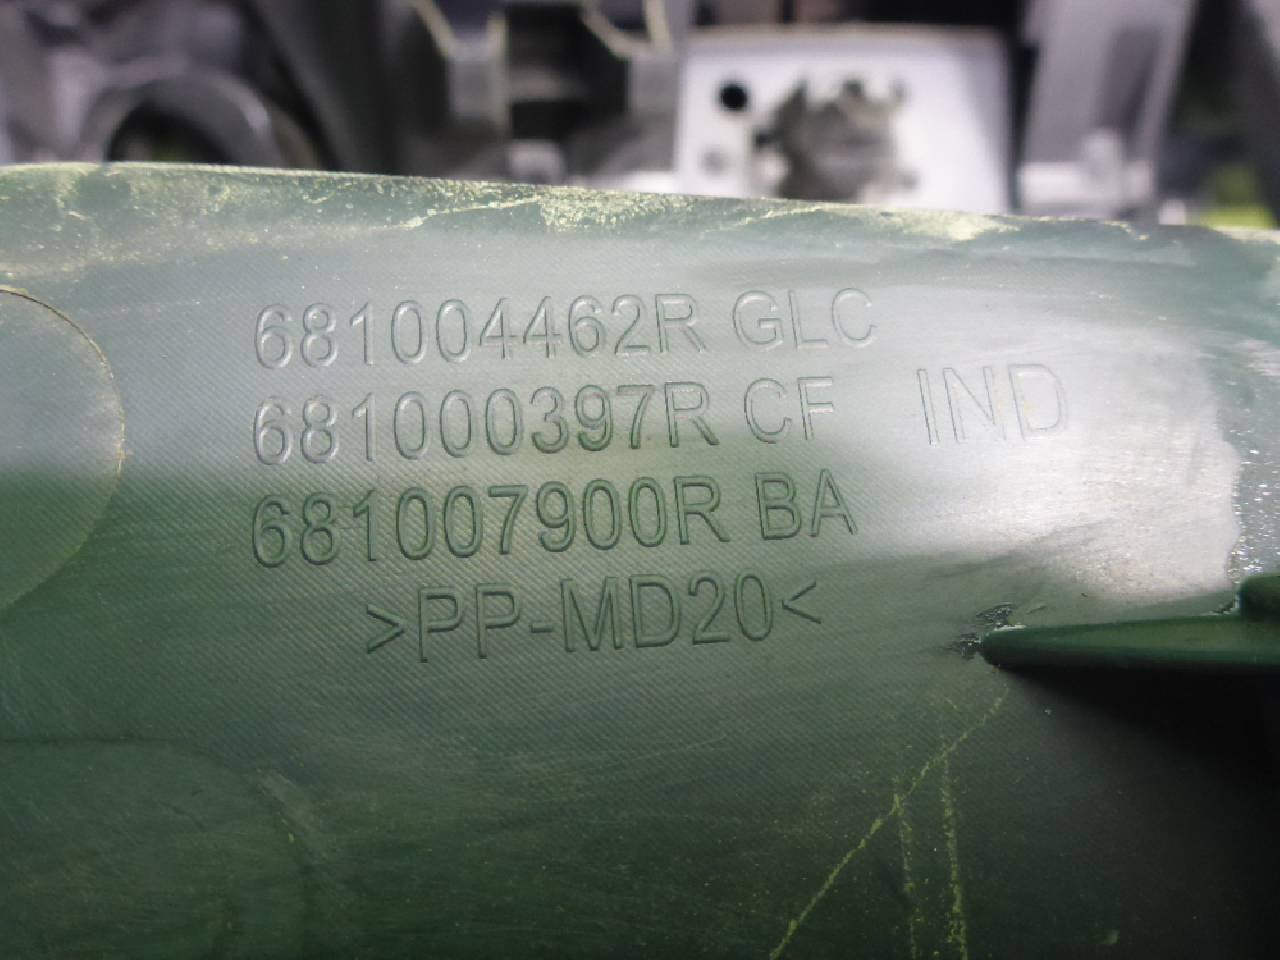 681004462R GLC
681000397R CF IND
681007900R BA
>PP-MD20<